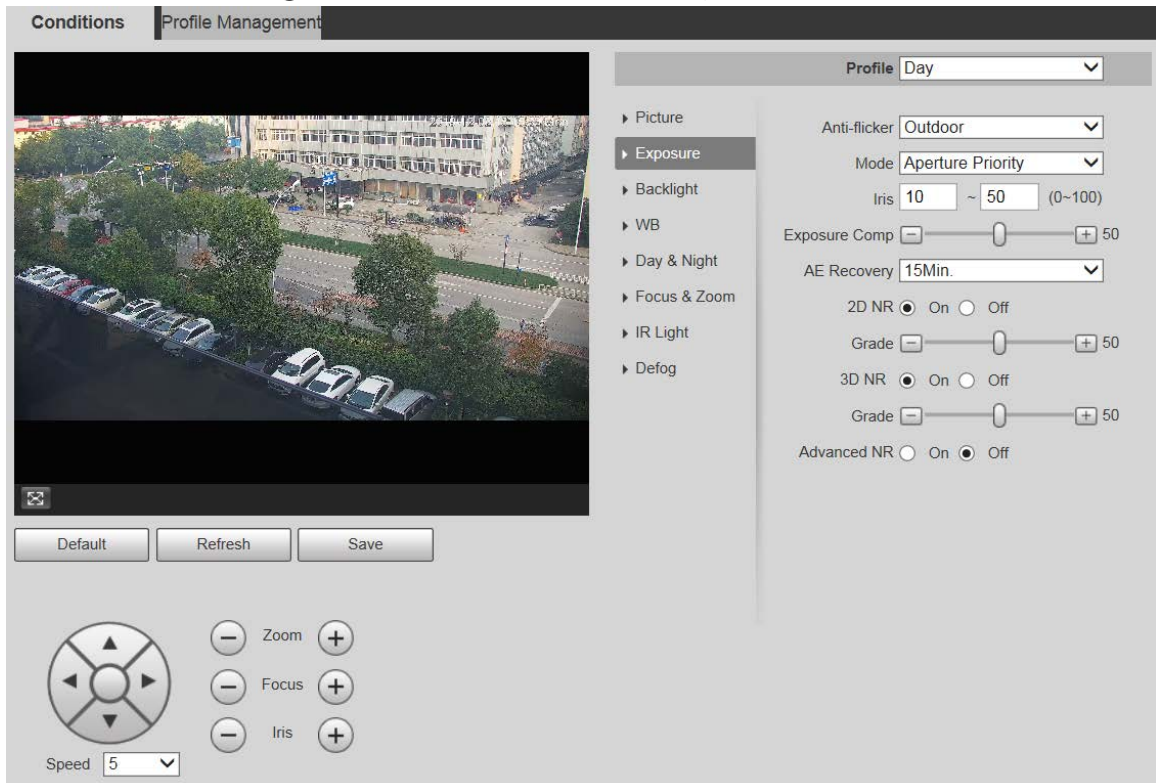 Conditions
Profile Management
Profile Day
Picture
Exposure
Backlight
WB
Day & Night
Focus & Zoom
IR Light
Defog
Anti-flicker Outdoor
Mode Aperture Priority
Iris 10 ~ 50 (0~100)
Exposure Comp 50
AE Recovery 15Min.
2D NR On Off
Grade 50
3D NR On Off
Grade 50
Advanced NR On Off
Default Refresh Save
Zoom
Focus
Iris
Speed 5